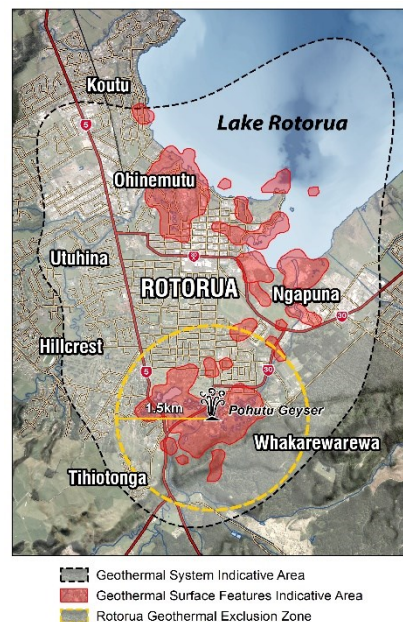 Koutu
Lake Rotorua
5
Ohinemutu
Utuhina
5
ROTORUA
Ngapuna
30
Hillcrest
5
30
1.5km
Pohutu Geyser
Whakarewarewa
Tihiotonga
Geothermal System Indicative Area
Geothermal Surface Features Indicative Area
Rotorua Geothermal Exclusion Zone